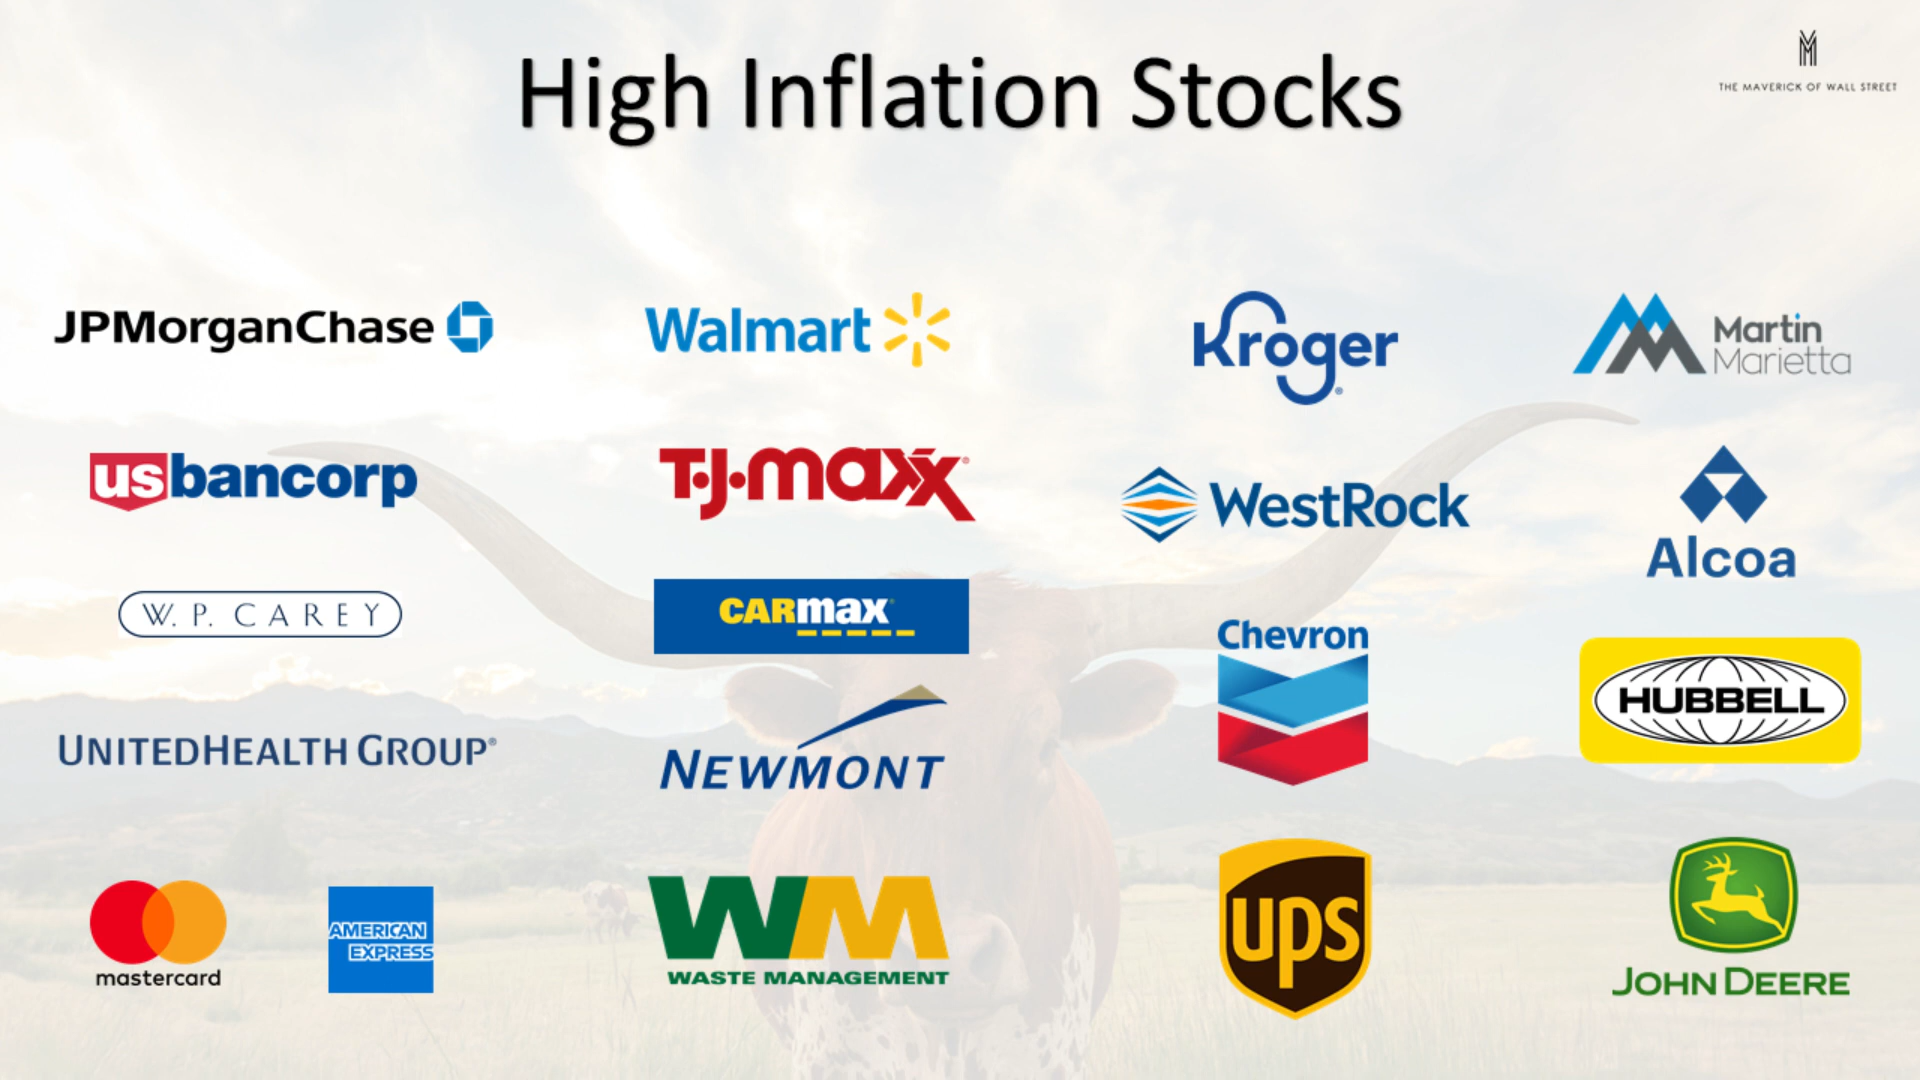 High Inflation Stocks
M
THE MAVERICK OF WALL STREET
JPMorganChase
Walmart
Kroger®
Martin
Marietta
usbancorp
T·J·maxx®
WestRock
Alcoa
W. P. CAREY
CARMAX
Chevron
HUBBELL
UNITEDHEALTH GROUP®
NEWMONT
mastercard
AMERICAN
EXPRESS
WM
WASTE MANAGEMENT
ups
JOHN DEERE